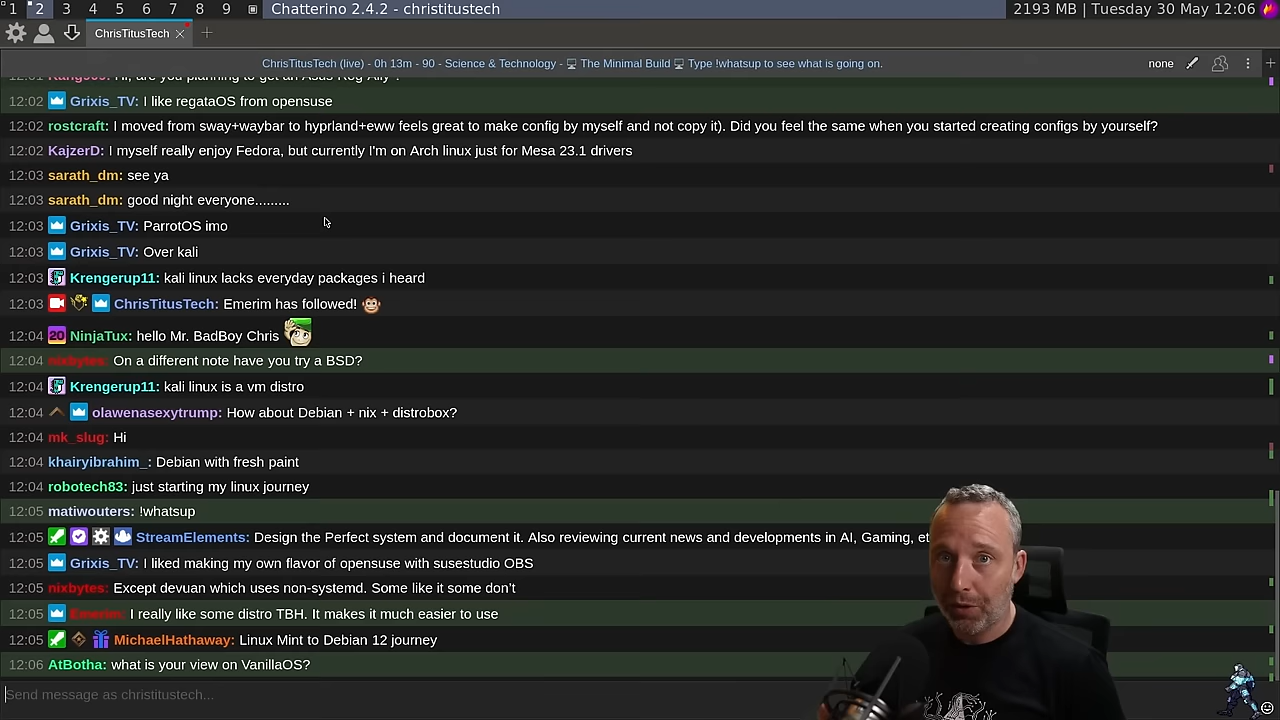 1 2 3 4 5 6 7 8 9 Chatterino 2.4.2 - christitustech 2193 MB | Tuesday 30 May 12:06
ChrisTitusTech
ChrisTitusTech (live) - 0h 13m - 90 - Science & Technology - 🖥 The Minimal Build 🖥 Type !whatsup to see what is going on. none
12:02 Grixis_TV: I like regataOS from opensuse
12:02 rostcraft: I moved from sway+waybar to hyprland+eww feels great to make config by myself and not copy it). Did you feel the same when you started creating configs by yourself?
12:02 KajzerD: I myself really enjoy Fedora, but currently I'm on Arch linux just for Mesa 23.1 drivers
12:03 sarath_dm: see ya
12:03 sarath_dm: good night everyone.........
12:03 Grixis_TV: ParrotOS imo
12:03 Grixis_TV: Over kali
12:03 Krengerup11: kali linux lacks everyday packages i heard
12:03 ChrisTitusTech: Emerim has followed! 🐵
12:04 20 NinjaTux: hello Mr. BadBoy Chris
12:04 nixbytes: On a different note have you try a BSD?
12:04 Krengerup11: kali linux is a vm distro
12:04 olawenasexytrump: How about Debian + nix + distrobox?
12:04 mk_slug: Hi
12:04 khairyibrahim_: Debian with fresh paint
12:04 robotech83: just starting my linux journey
12:05 matiwouters: !whatsup
12:05 StreamElements: Design the Perfect system and document it. Also reviewing current news and developments in AI, Gaming, et
12:05 Grixis_TV: I liked making my own flavor of opensuse with susestudio OBS
12:05 nixbytes: Except devuan which uses non-systemd. Some like it some don't
12:05 Emerim: I really like some distro TBH. It makes it much easier to use
12:05 MichaelHathaway: Linux Mint to Debian 12 journey
12:06 AtBotha: what is your view on VanillaOS?
Send message as christitustech...